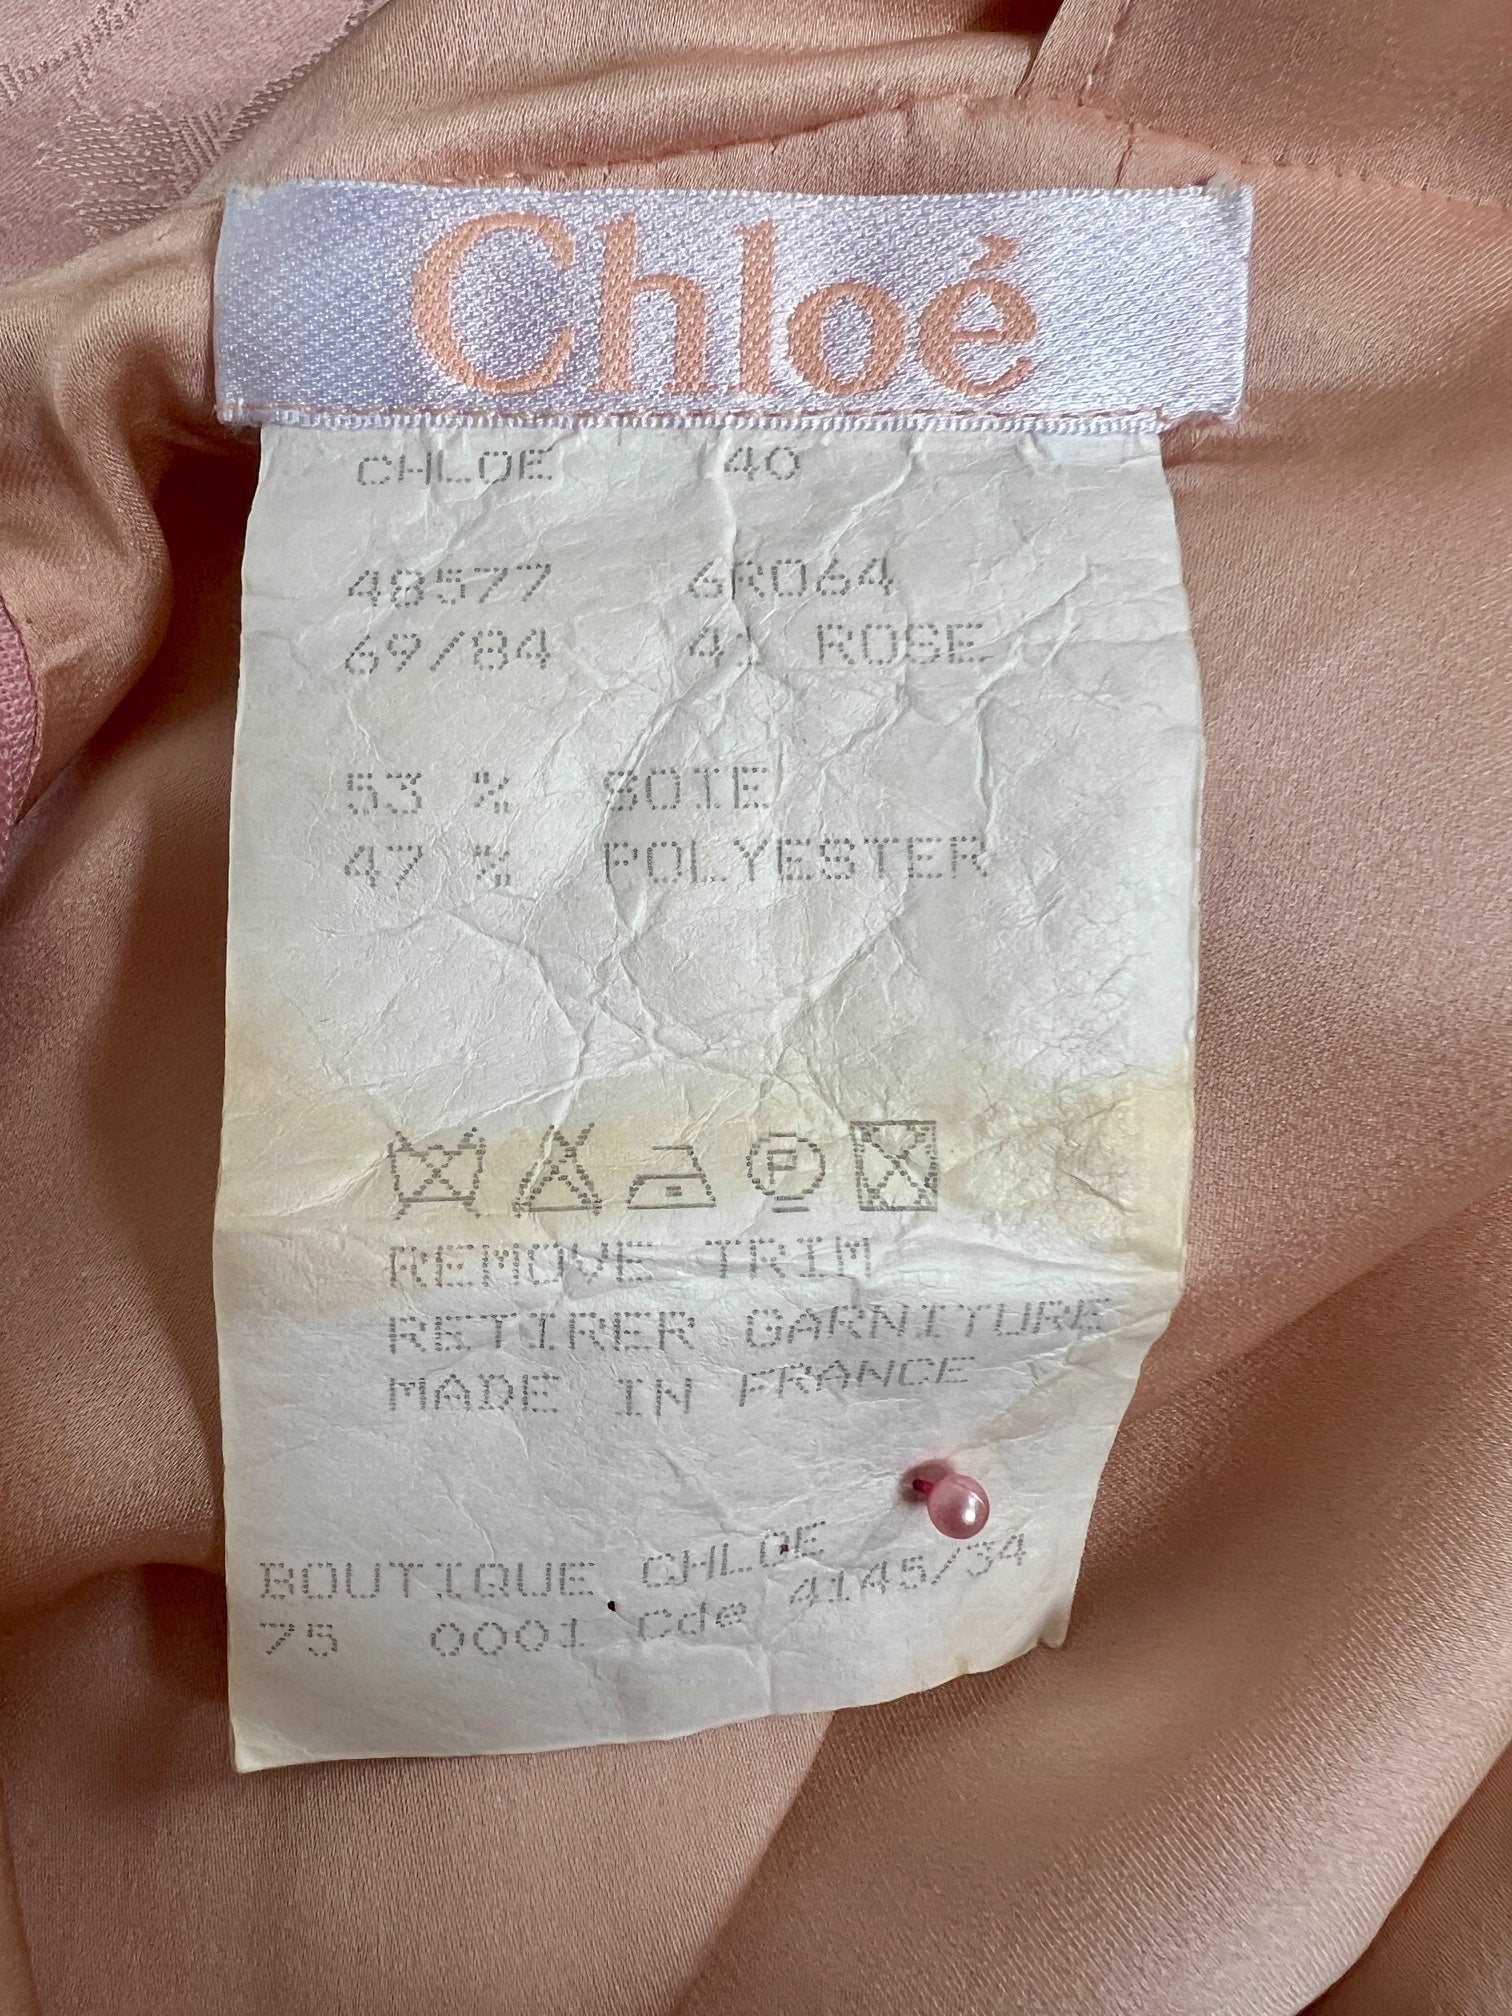 Chloé
CHLOE 40
48577 6R064
69/84 ROSE
53 % SOIE
47 % POLYESTER
P
REMOVE TRIM
RETIRER GARNITURE
MADE IN FRANCE
BOUTIQUE CHLOE
75 0001 Cde 4145/34